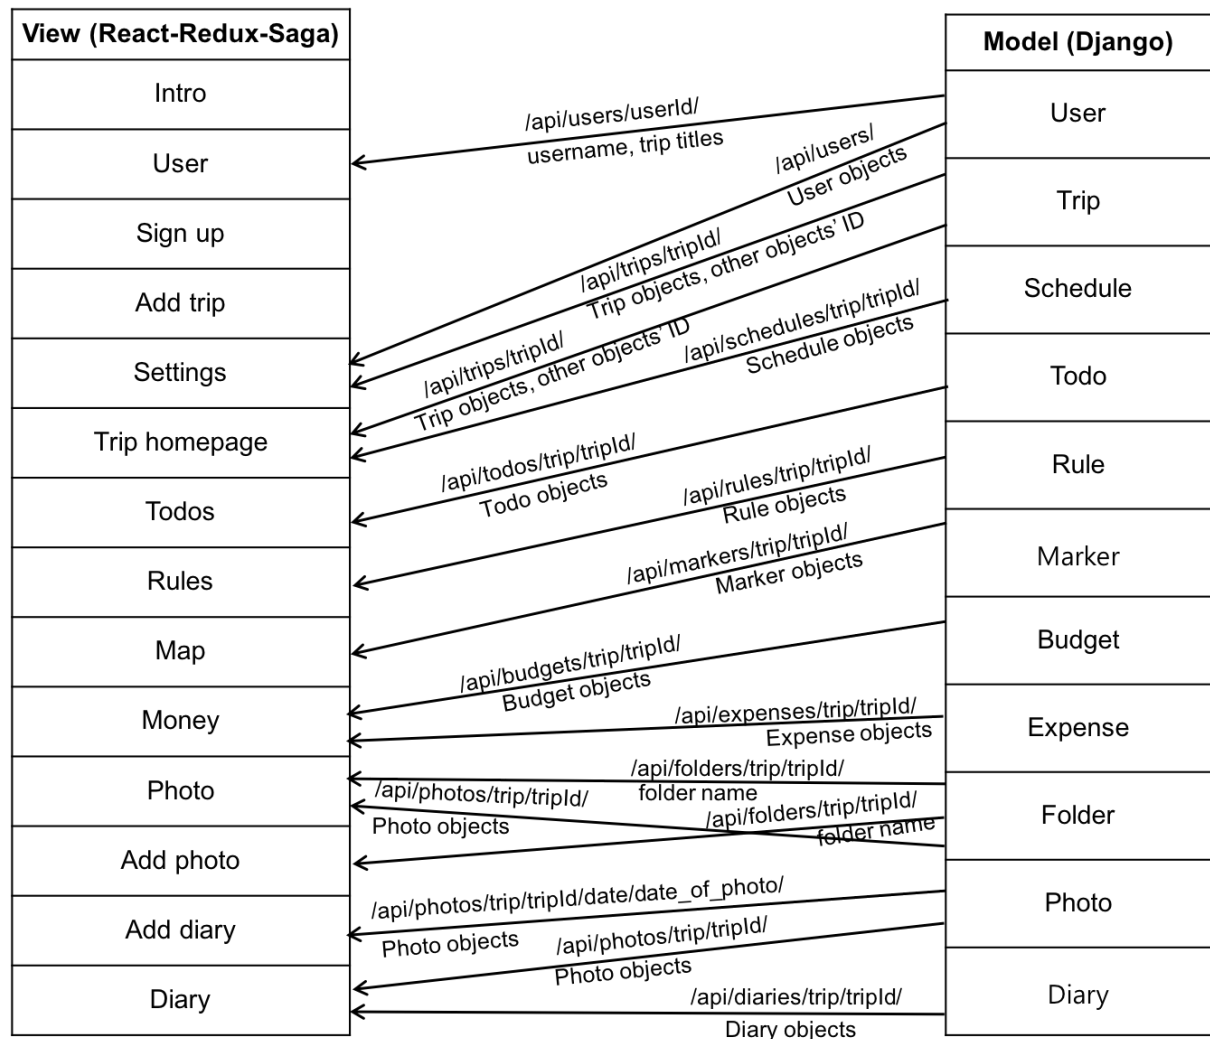 View (React-Redux-Saga)
Intro
User
Sign up
Add trip
Settings
Trip homepage
Todos
Rules
Map
Money
Photo
Add photo
Add diary
Diary
/api/users/userId/
username, trip titles
/api/users/
User objects
/api/trips/tripId/
Trip objects, other objects' ID
/api/trips/tripId/
Trip objects, other objects' ID
/api/schedules/trip/tripId/
Schedule objects
/api/todos/trip/tripId/
Todo objects
/api/rules/trip/tripId/
Rule objects
/api/markers/trip/tripId/
Marker objects
/api/budgets/trip/tripId/
Budget objects
/api/expenses/trip/tripId/
Expense objects
/api/folders/trip/tripId/
folder name
/api/photos/trip/tripId/
Photo objects
/api/folders/trip/tripId/
folder name
/api/photos/trip/tripId/date/date_of_photo/
Photo objects
/api/photos/trip/tripId/
Photo objects
/api/diaries/trip/tripId/
Diary objects
Model (Django)
User
Trip
Schedule
Todo
Rule
Marker
Budget
Expense
Folder
Photo
Diary